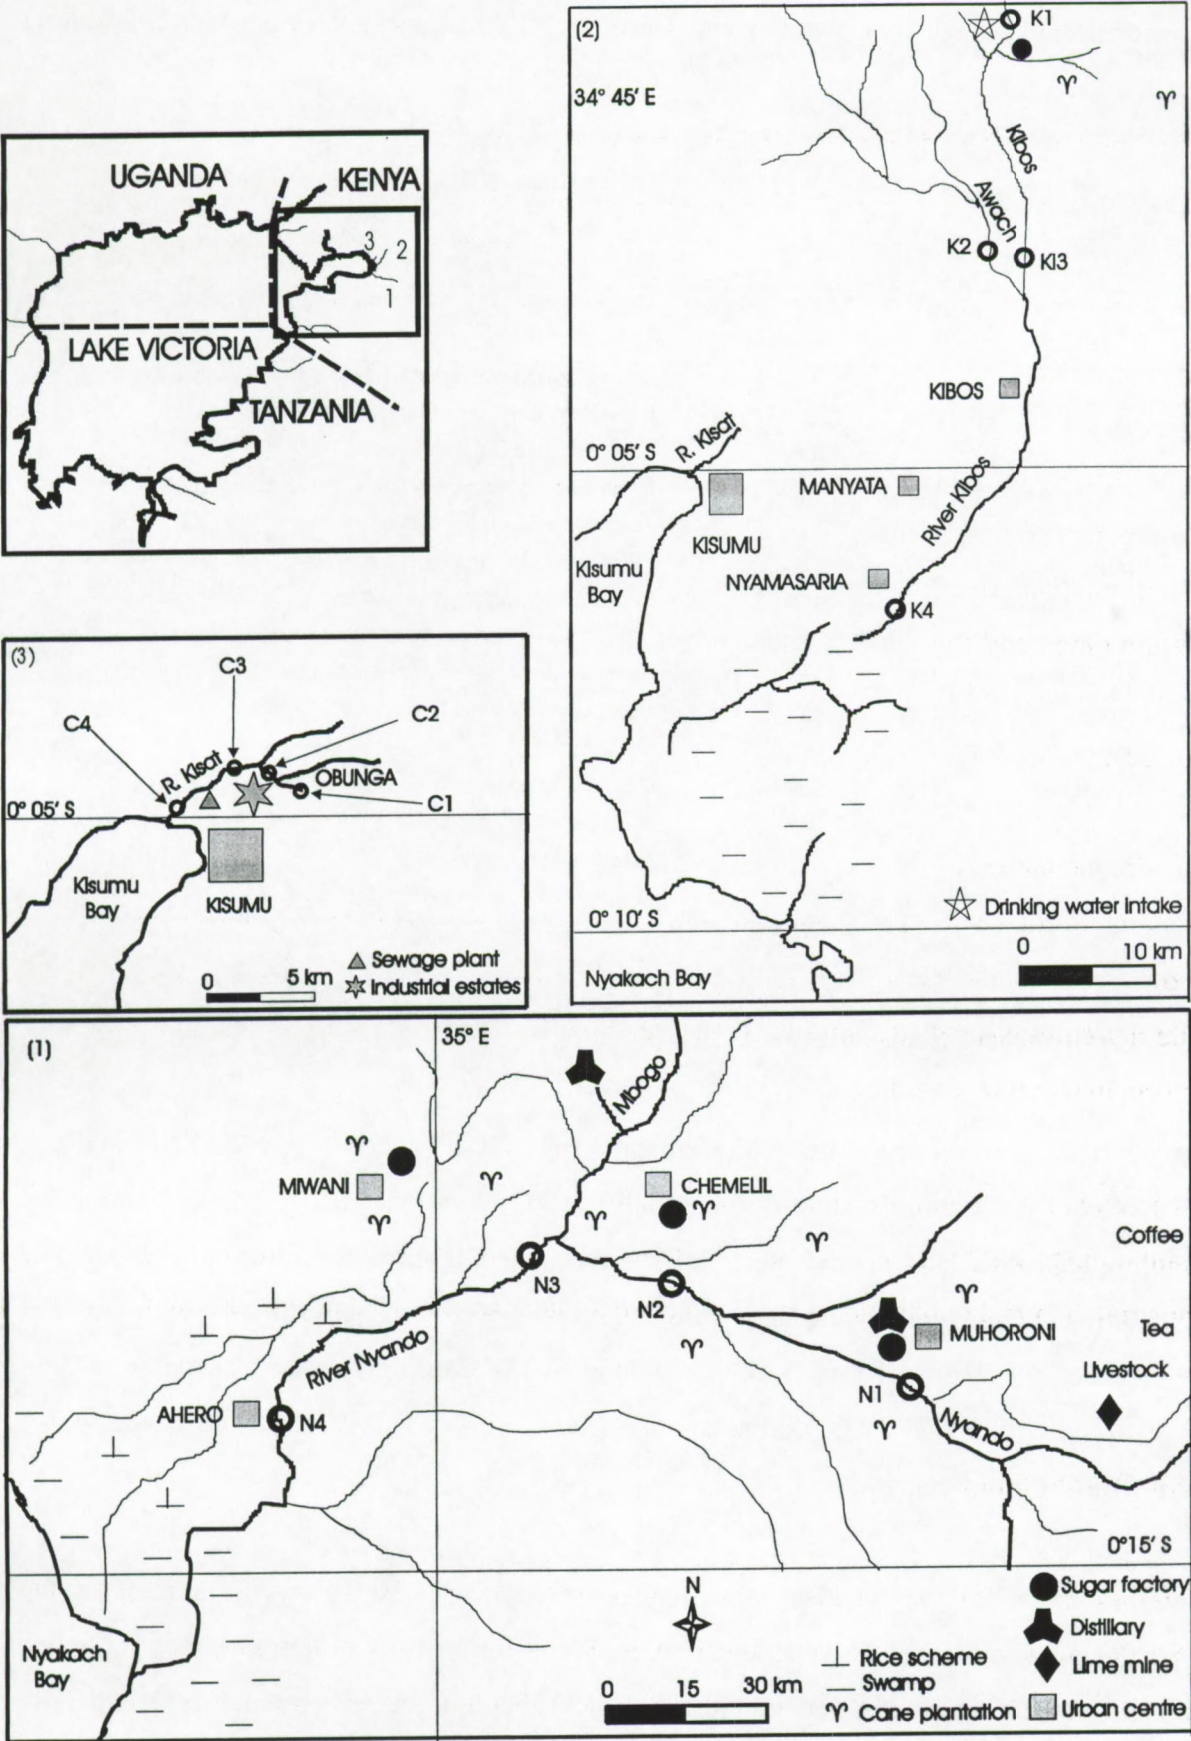 UGANDA
KENYA
3
2
1
LAKE VICTORIA
TANZANIA
(2)
K1
34° 45′ E
Kibos
Awach
K2
KI3
KIBOS
0° 05′ S
R. Kisat
MANYATA
River Kibos
KISUMU
Kisumu
Bay
NYAMASARIA
K4
Drinking water intake
0° 10′ S
0
10 km
Nyakach Bay
(3)
C3
C4
C2
R. Kisat
OBUNGA
C1
0° 05′ S
Kisumu
Bay
KISUMU
0
5 km
Sewage plant
Industrial estates
(1)
35° E
Mbogo
MIWANI
CHEMELIL
Coffee
N3
N2
MUHORONI
Tea
River Nyando
Livestock
N1
AHERO
N4
Nyando
0°15′ S
N
Sugar factory
Distillary
Nyakach
Bay
Rice scheme
Lime mine
Swamp
0
15
30 km
Cane plantation
Urban centre